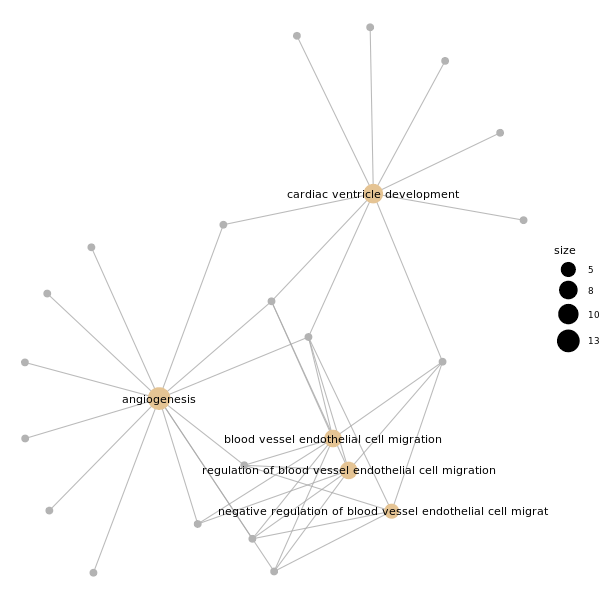 cardiac ventricle development
size
5
8
10
13
angiogenesis
blood vessel endothelial cell migration
regulation of blood vessel endothelial cell migration
negative regulation of blood vessel endothelial cell migrat